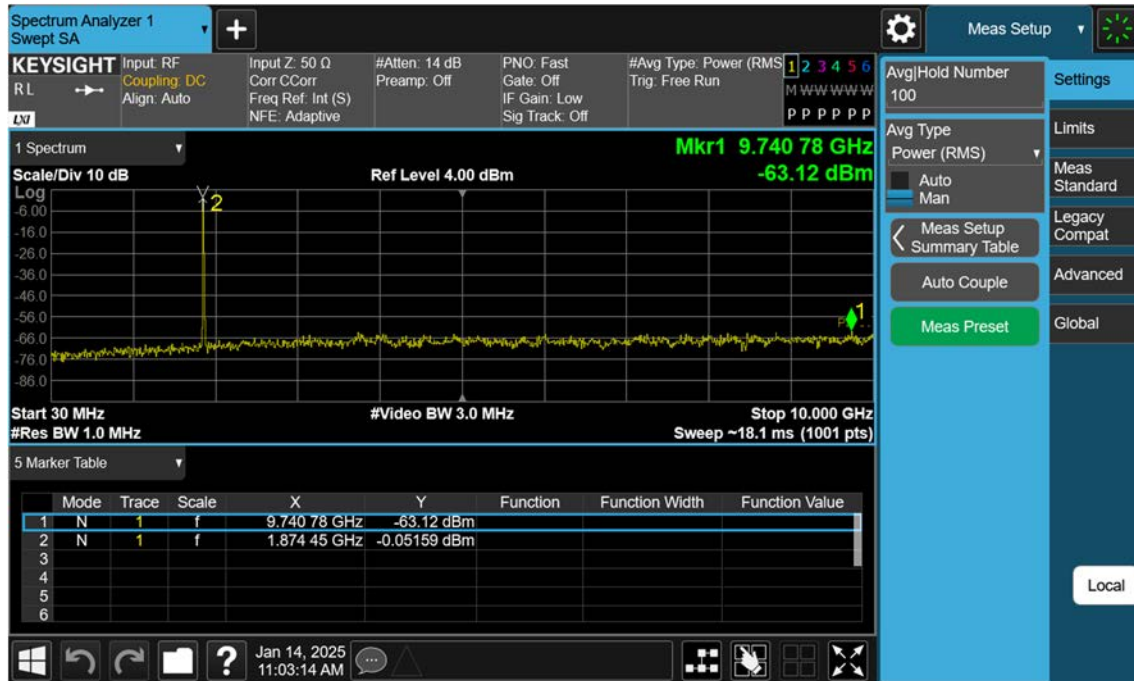 Spectrum Analyzer 1
Swept SA
+
Meas Setup
KEYSIGHT
RL
LXI
Input: RF
Coupling: DC
Align: Auto
Input Z: 50 Ω
Corr CCorr
Freq Ref: Int (S)
NFE: Adaptive
#Atten: 14 dB
Preamp: Off
PNO: Fast
Gate: Off
IF Gain: Low
Sig Track: Off
#Avg Type: Power (RMS
Trig: Free Run
1 2 3 4 5 6
M W W W W W
P P P P P P
1 Spectrum
Mkr1 9.740 78 GHz
-63.12 dBm
Scale/Div 10 dB
Ref Level 4.00 dBm
Log
-6.00
-16.0
-26.0
-36.0
-46.0
-56.0
-66.0
-76.0
-86.0
2
1
Start 30 MHz
#Video BW 3.0 MHz
Stop 10.000 GHz
#Res BW 1.0 MHz
Sweep ~18.1 ms (1001 pts)
5 Marker Table
Mode Trace Scale X Y Function Function Width Function Value
1 N 1 f 9.740 78 GHz -63.12 dBm
2 N 1 f 1.874 45 GHz -0.05159 dBm
3
4
5
6
Avg|Hold Number
100
Avg Type
Power (RMS)
Auto
Man
Meas Setup
Summary Table
Auto Couple
Meas Preset
Settings
Limits
Meas
Standard
Legacy
Compat
Advanced
Global
Local
?
Jan 14, 2025
11:03:14 AM